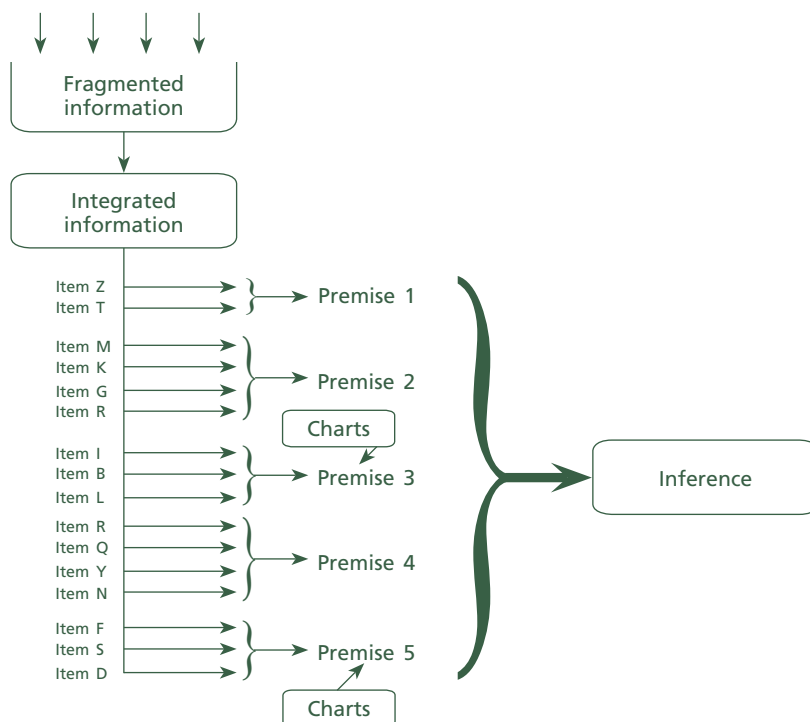 Fragmented
information
Integrated
information
Item Z
Item T
Premise 1
Item M
Item K
Item G
Item R
Premise 2
Charts
Item I
Item B
Item L
Premise 3
Inference
Item R
Item Q
Item Y
Item N
Premise 4
Item F
Item S
Item D
Premise 5
Charts